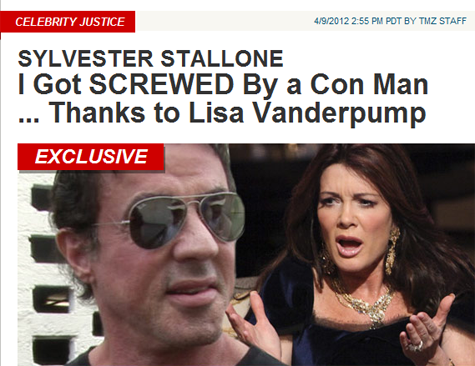 CELEBRITY JUSTICE
4/9/2012 2:55 PM PDT BY TMZ STAFF
SYLVESTER STALLONE
I Got SCREWED By a Con Man
... Thanks to Lisa Vanderpump
EXCLUSIVE